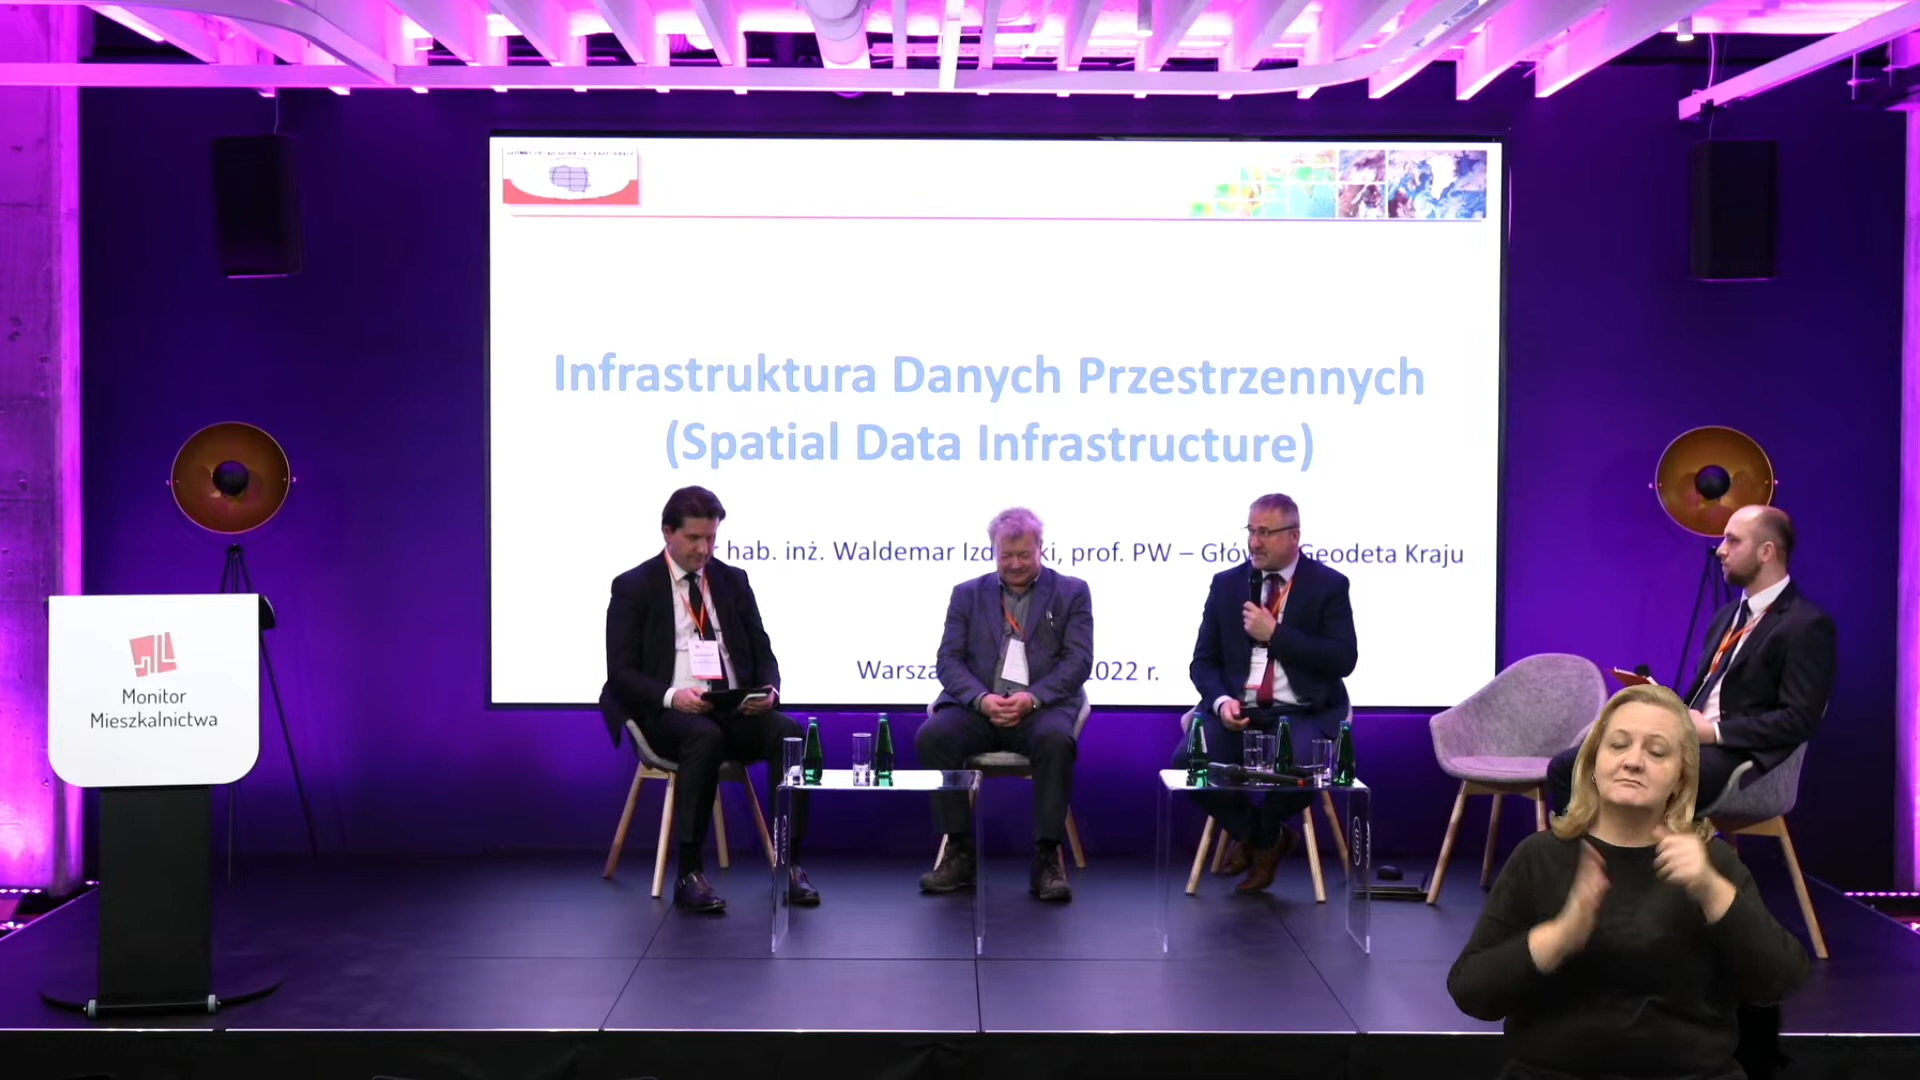 Infrastruktura Danych Przestrzennych
(Spatial Data Infrastructure)
hab. inż. Waldemar Izd ki, prof. PW – Głów Geodeta Kraju
Warsza 2022 r.
Monitor
Mieszkalnictwa